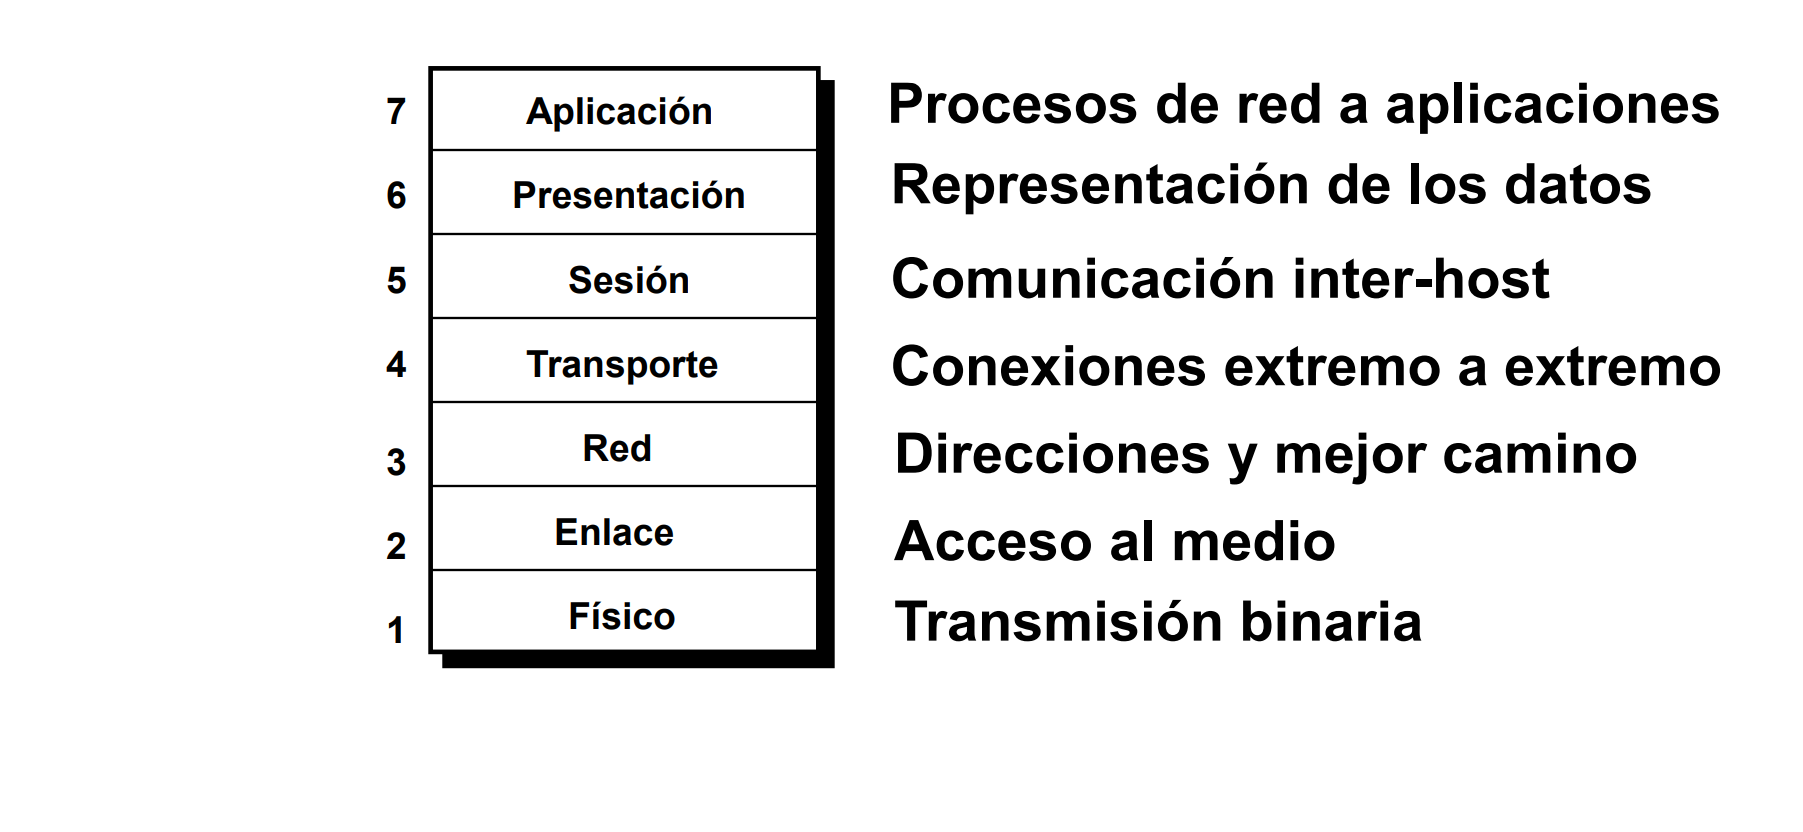 7 Aplicación Procesos de red a aplicaciones
6 Presentación Representación de los datos
5 Sesión Comunicación inter-host
4 Transporte Conexiones extremo a extremo
3 Red Direcciones y mejor camino
2 Enlace Acceso al medio
1 Físico Transmisión binaria